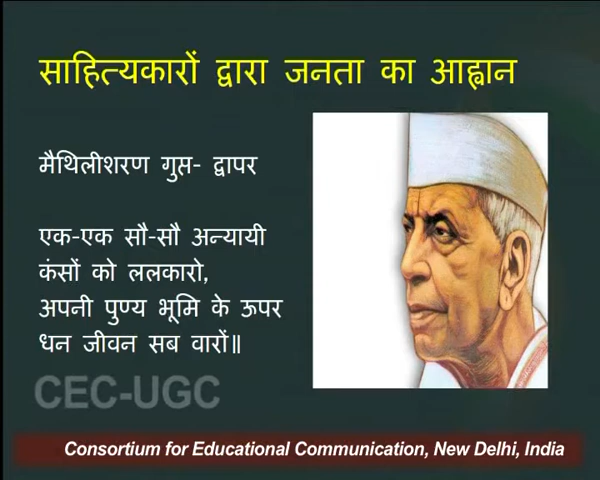 साहित्यकारों द्वारा जनता का आह्वान
मैथिलीशरण गुप्त- द्वापर
एक-एक सौ-सौ अन्यायी
कंसों को ललकारो,
अपनी पुण्य भूमि के ऊपर
धन जीवन सब वारों॥
CEC-UGC
Consortium for Educational Communication, New Delhi, India